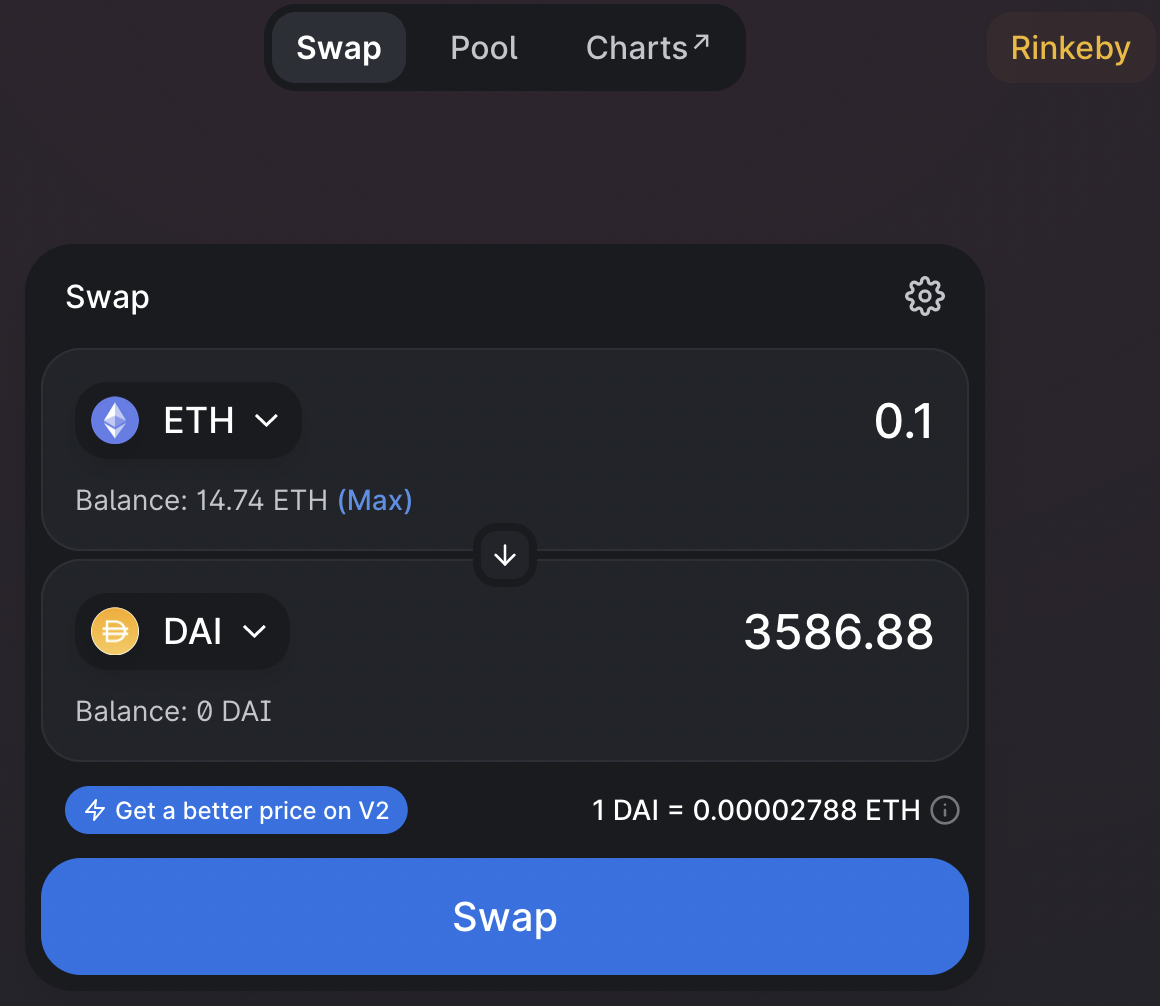 Swap Pool Charts↗ Rinkeby
Swap
ETH 0.1
Balance: 14.74 ETH (Max)
DAI 3586.88
Balance: 0 DAI
Get a better price on V2 1 DAI = 0.00002788 ETH
Swap